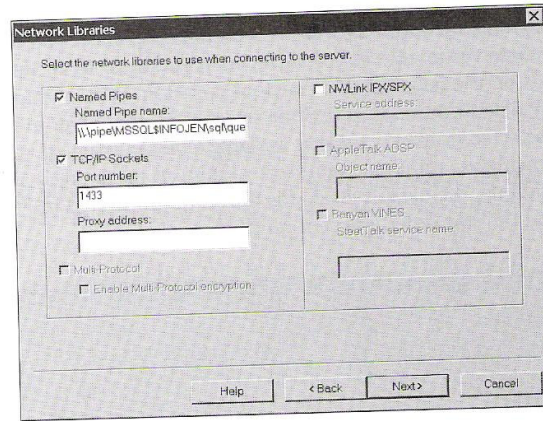 Network Libraries
Select the network libraries to use when connecting to the server.
Named Pipes
Named Pipe name:
\\.\pipe\MSSQL$INFOJEN\sql\que
TCP/IP Sockets
Port number:
1433
Proxy address:
Multi-Protocol
Enable Multi-Protocol encryption
NWLink IPX/SPX
Service address:
AppleTalk ADSP
Object name:
Banyan VINES
SteetTalk service name
Help
< Back
Next >
Cancel